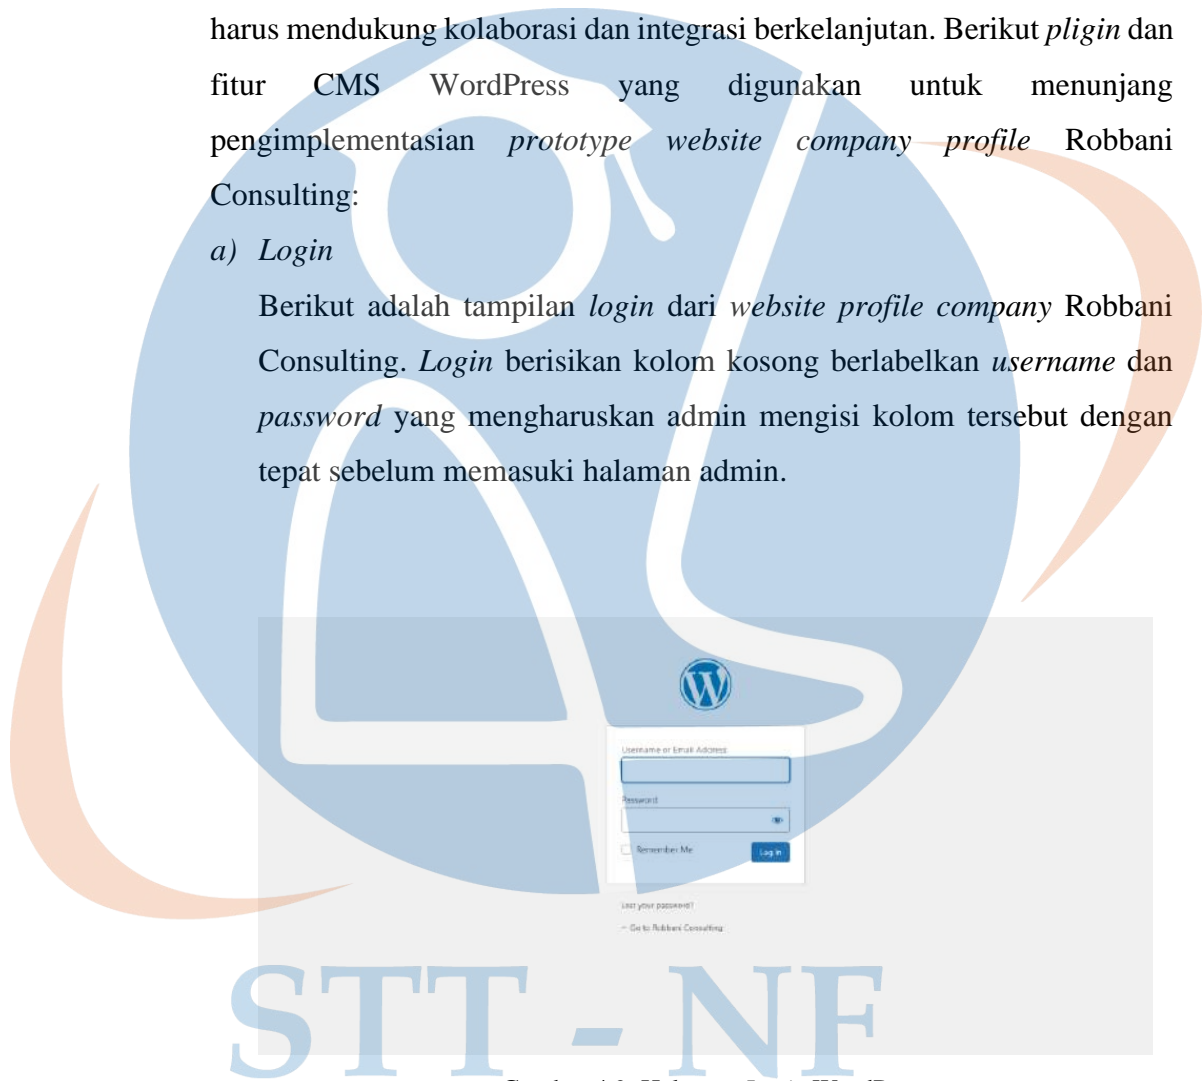 harus mendukung kolaborasi dan integrasi berkelanjutan. Berikut pligin dan
fitur CMS WordPress yang digunakan untuk menunjang
pengimplementasian prototype website company profile Robbani
Consulting:
a) Login
Berikut adalah tampilan login dari website profile company Robbani
Consulting. Login berisikan kolom kosong berlabelkan username dan
password yang mengharuskan admin mengisi kolom tersebut dengan
tepat sebelum memasuki halaman admin.
Username or Email Address
Password
Remember Me
Log In
Lost your password?
← Go to Robbani Consulting
STT - NF